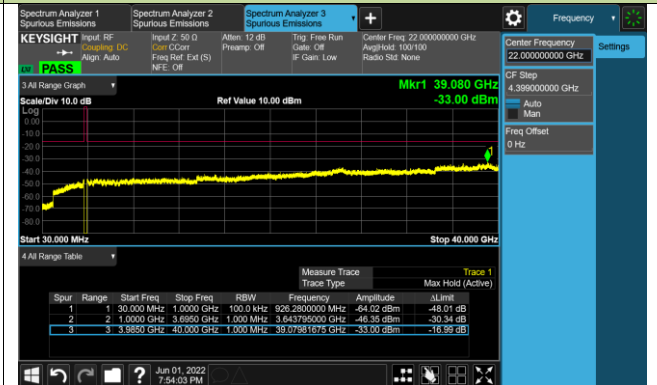 Spectrum Analyzer 1
Spurious Emissions
Spectrum Analyzer 2
Spurious Emissions
Spectrum Analyzer 3
Spurious Emissions
Frequency
KEYSIGHT
Input: RF
Coupling: DC
Align: Auto
Input Z: 50 Ω
Corr CCorr
Freq Ref: Ext (S)
NFE: Off
Atten: 12 dB
Preamp: Off
Trig: Free Run
Gate: Off
IF Gain: Low
Center Freq: 22.000000000 GHz
Avg|Hold: 100/100
Radio Std: None
PASS
Center Frequency
22.000000000 GHz
Settings
CF Step
4.399000000 GHz
Auto
Man
Freq Offset
0 Hz
3 All Range Graph
Mkr1 39.080 GHz
Scale/Div 10.0 dB
Ref Value 10.00 dBm
-33.00 dBm
Log
0.00
-10.0
-20.0
-30.0
-40.0
-50.0
-60.0
-70.0
-80.0
1
Start 30.000 MHz
Stop 40.000 GHz
4 All Range Table
Measure Trace Trace 1
Trace Type Max Hold (Active)
Spur Range Start Freq Stop Freq RBW Frequency Amplitude ΔLimit
1 1 30.000 MHz 1.0000 GHz 100.0 kHz 926.2800000 MHz -64.02 dBm -48.01 dB
2 2 1.0000 GHz 3.6950 GHz 1.000 MHz 3.643795000 GHz -46.35 dBm -30.34 dB
3 3 3.9850 GHz 40.000 GHz 1.000 MHz 39.07981675 GHz -33.00 dBm -16.99 dB
Jun 01, 2022
7:54:03 PM